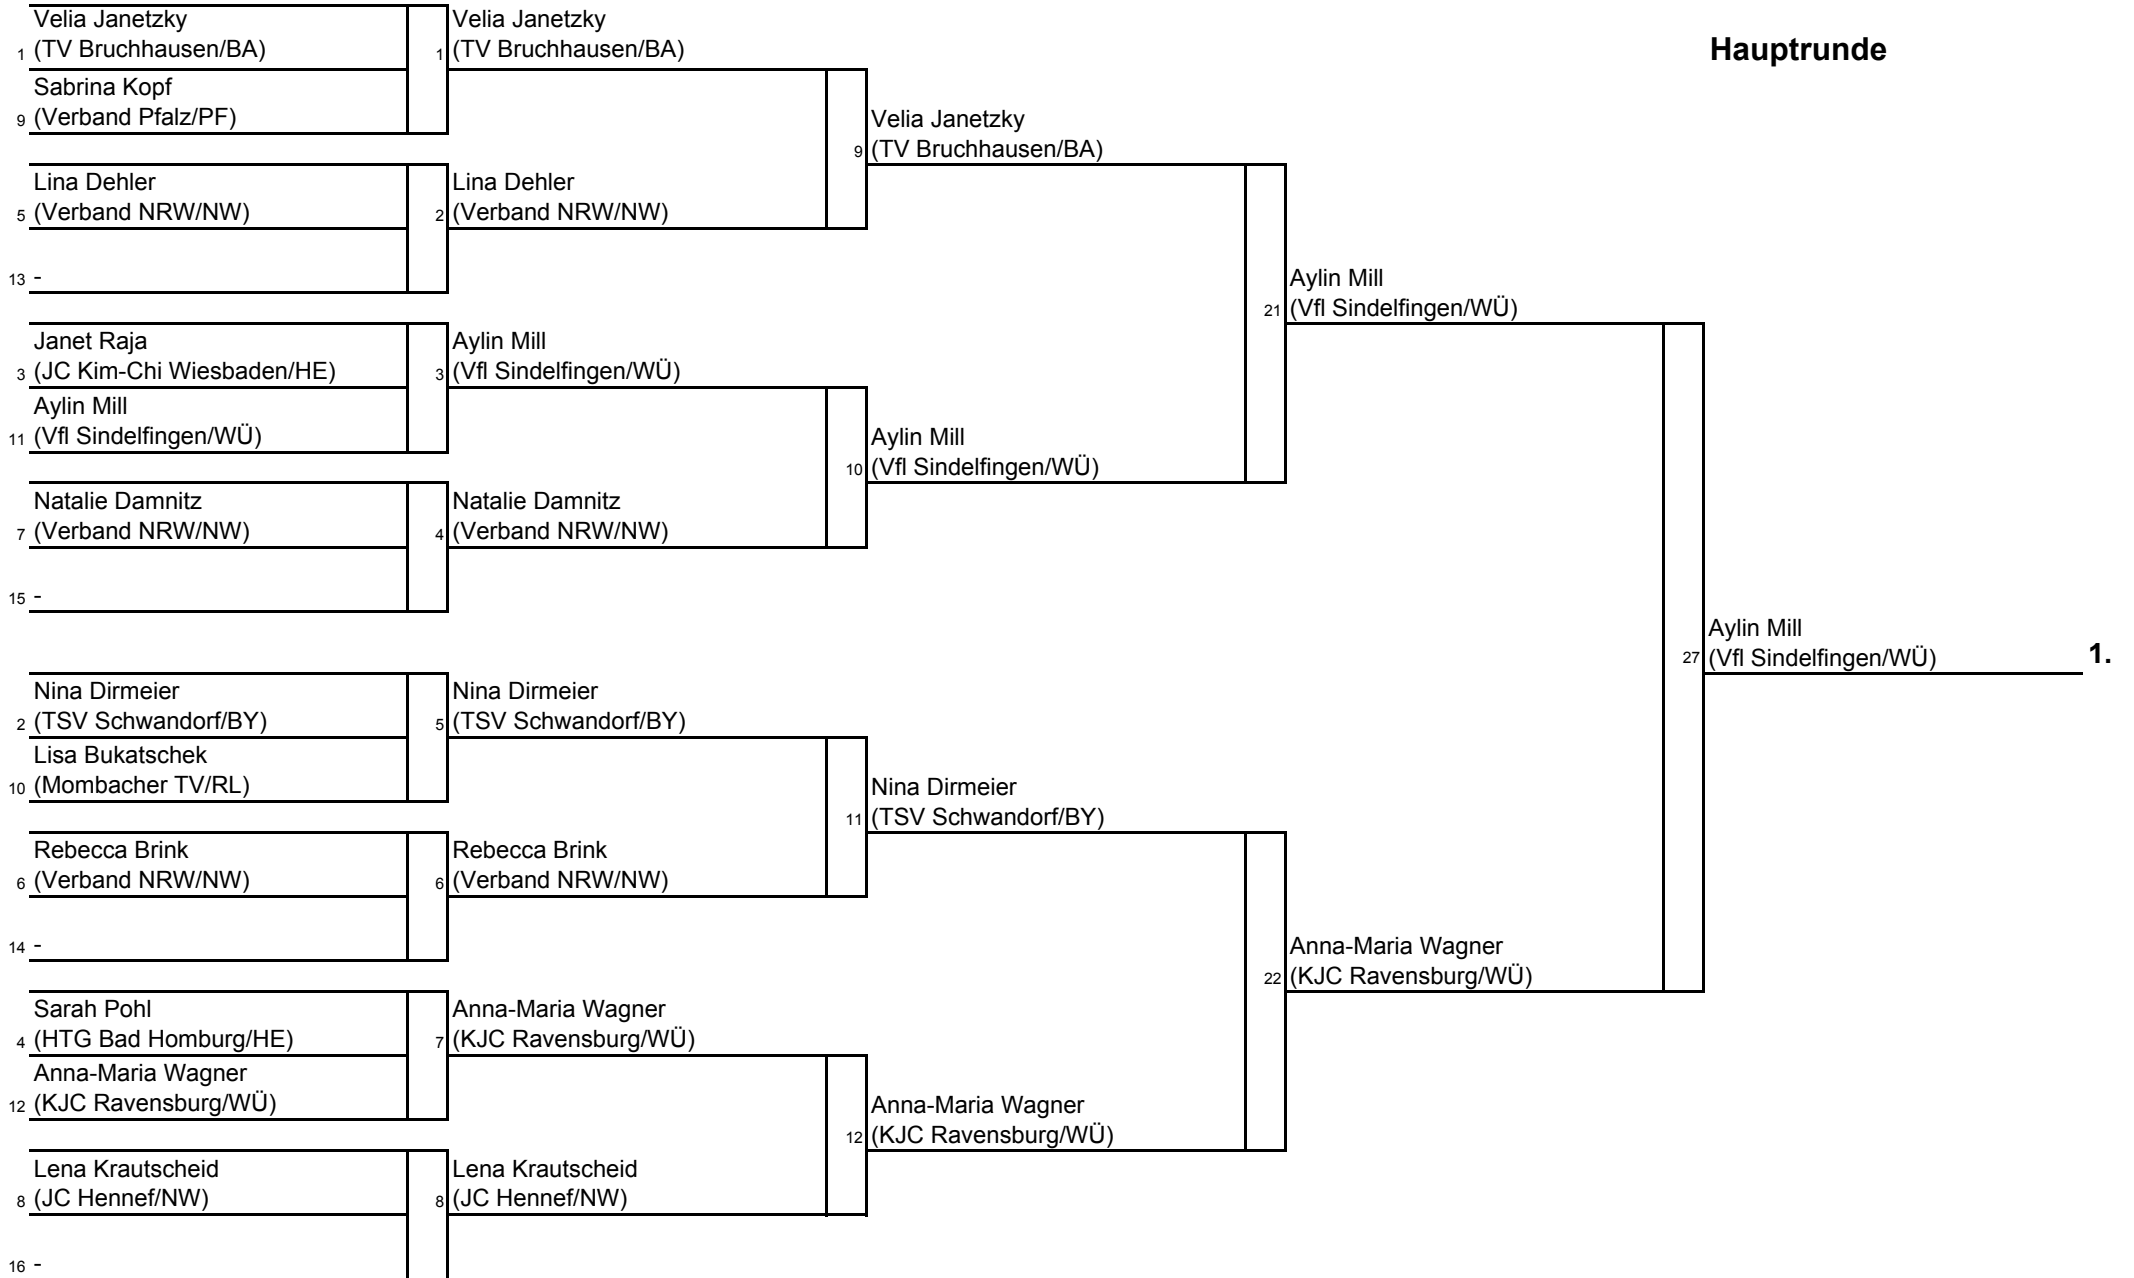 Hauptrunde
Velia Janetzky
1 (TV Bruchhausen/BA)
Sabrina Kopf
9 (Verband Pfalz/PF)
Lina Dehler
5 (Verband NRW/NW)
13 -
Janet Raja
3 (JC Kim-Chi Wiesbaden/HE)
Aylin Mill
11 (Vfl Sindelfingen/WÜ)
Natalie Damnitz
7 (Verband NRW/NW)
15 -
Nina Dirmeier
2 (TSV Schwandorf/BY)
Lisa Bukatschek
10 (Mombacher TV/RL)
Rebecca Brink
6 (Verband NRW/NW)
14 -
Sarah Pohl
4 (HTG Bad Homburg/HE)
Anna-Maria Wagner
12 (KJC Ravensburg/WÜ)
Lena Krautscheid
8 (JC Hennef/NW)
16 -
Velia Janetzky
1 (TV Bruchhausen/BA)
Lina Dehler
2 (Verband NRW/NW)
Aylin Mill
3 (Vfl Sindelfingen/WÜ)
Natalie Damnitz
4 (Verband NRW/NW)
Nina Dirmeier
5 (TSV Schwandorf/BY)
Rebecca Brink
6 (Verband NRW/NW)
Anna-Maria Wagner
7 (KJC Ravensburg/WÜ)
Lena Krautscheid
8 (JC Hennef/NW)
Velia Janetzky
9 (TV Bruchhausen/BA)
Aylin Mill
10 (Vfl Sindelfingen/WÜ)
Nina Dirmeier
11 (TSV Schwandorf/BY)
Anna-Maria Wagner
12 (KJC Ravensburg/WÜ)
Aylin Mill
21 (Vfl Sindelfingen/WÜ)
Anna-Maria Wagner
22 (KJC Ravensburg/WÜ)
Aylin Mill
27 (Vfl Sindelfingen/WÜ) 1.